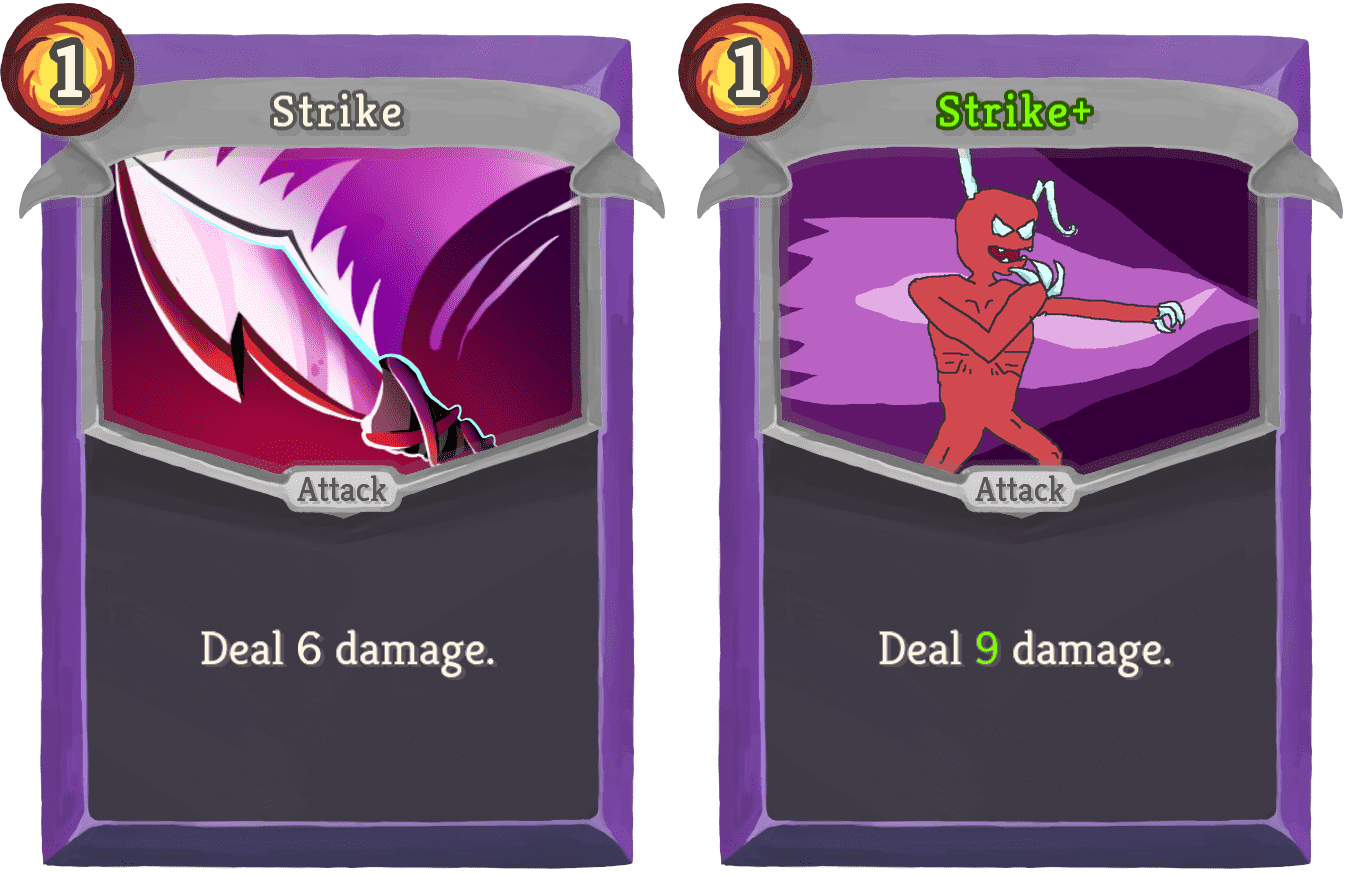 1
Strike
Attack
Deal 6 damage.
1
Strike+
Attack
Deal 9 damage.